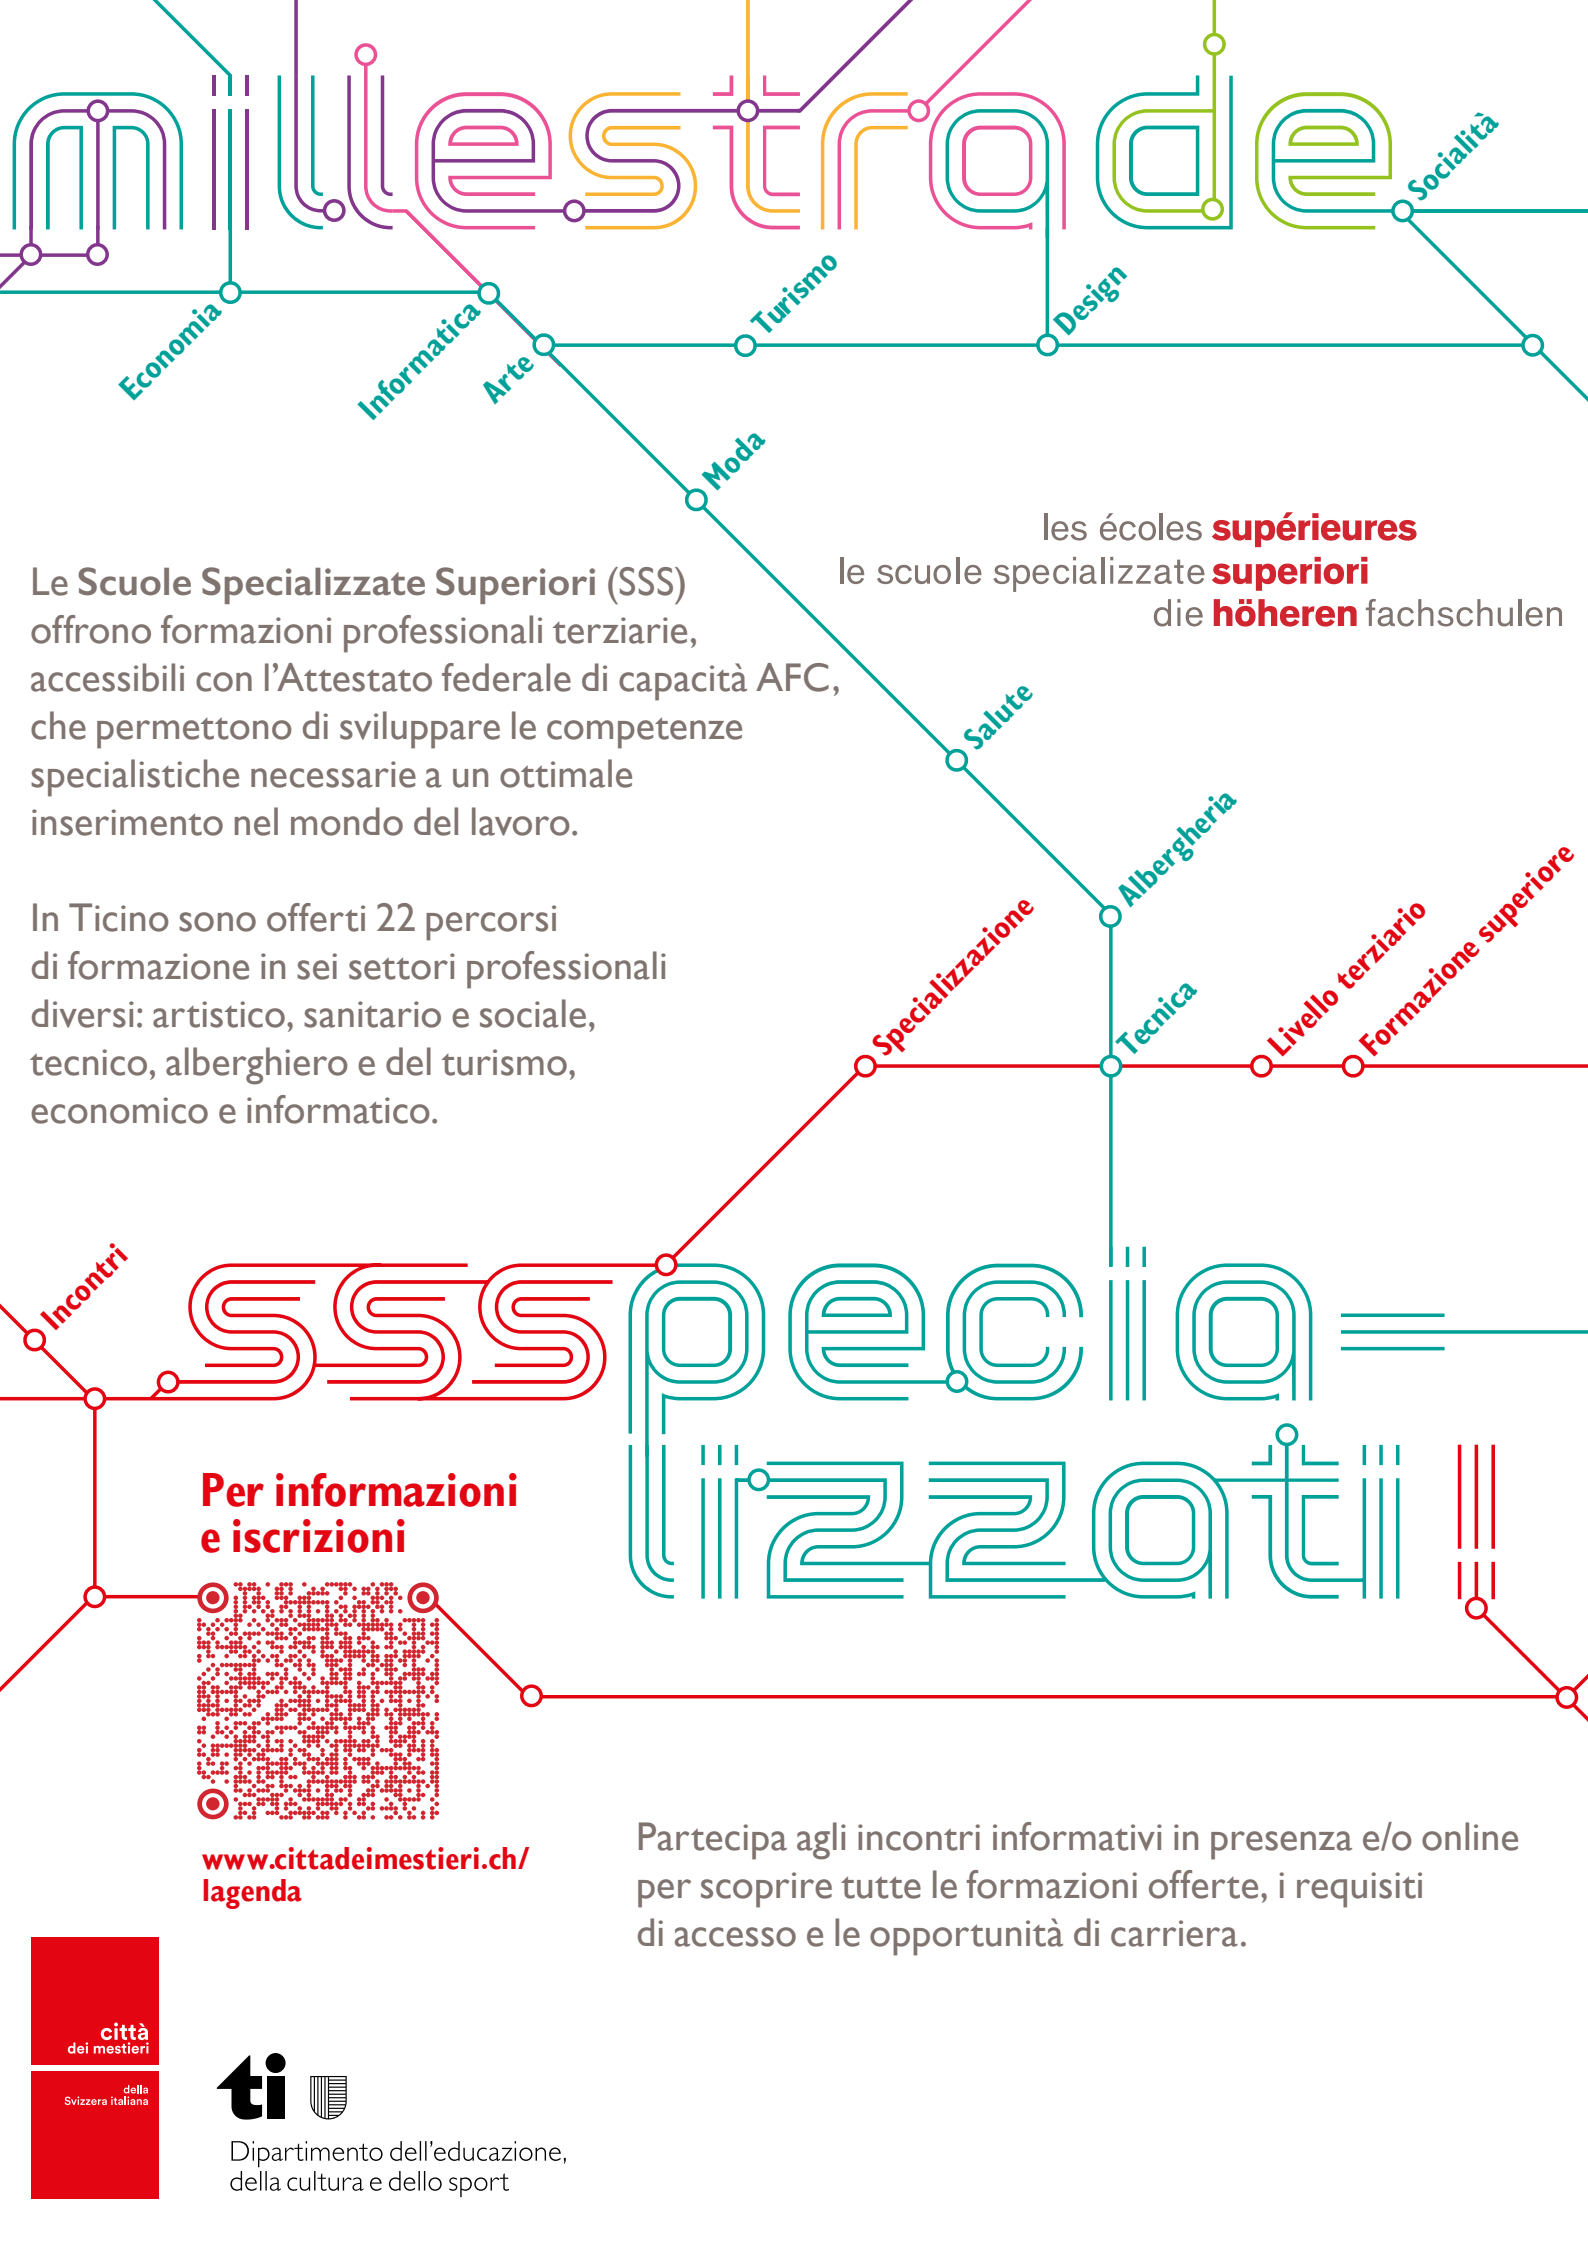 millestrade
Socialità
Economia
Informatica
Arte
Turismo
Design
Moda
les écoles supérieures
le scuole specializzate superiori
die höheren fachschulen
Le Scuole Specializzate Superiori (SSS)
offrono formazioni professionali terziarie,
accessibili con l’Attestato federale di capacità AFC,
che permettono di sviluppare le competenze
specialistiche necessarie a un ottimale
inserimento nel mondo del lavoro.
Salute
Albergheria
In Ticino sono offerti 22 percorsi
di formazione in sei settori professionali
diversi: artistico, sanitario e sociale,
tecnico, alberghiero e del turismo,
economico e informatico.
Specializzazione
Tecnica
Livello terziario
Formazione superiore
Incontri
ssspecia-
lizzati!
Per informazioni
e iscrizioni
www.cittadeimestieri.ch/
lagenda
Partecipa agli incontri informativi in presenza e/o online
per scoprire tutte le formazioni offerte, i requisiti
di accesso e le opportunità di carriera.
città
dei mestieri
della
Svizzera italiana
ti
Dipartimento dell’educazione,
della cultura e dello sport